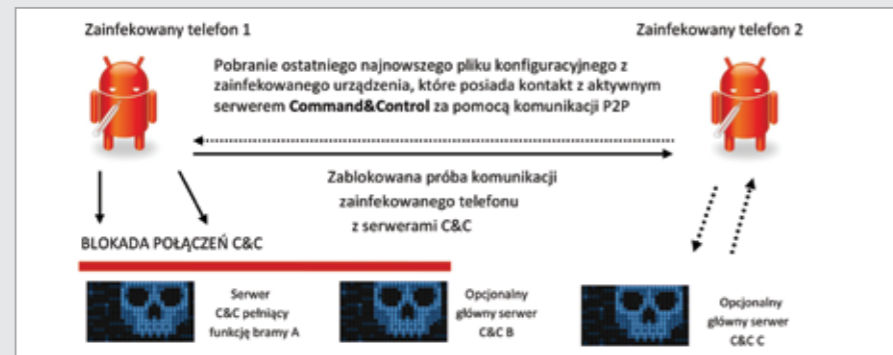 Zainfekowany telefon 1
Zainfekowany telefon 2
Pobranie ostatniego najnowszego pliku konfiguracyjnego z
zainfekowanego urządzenia, które posiada kontakt z aktywnym
serwerem Command&Control za pomocą komunikacji P2P
Zablokowana próba komunikacji
zainfekowanego telefonu
z serwerami C&C
BLOKADA POŁĄCZEŃ C&C
Serwer
C&C pełniący
funkcję bramy A
Opcjonalny
główny serwer
C&C B
Opcjonalny
główny serwer
C&C C